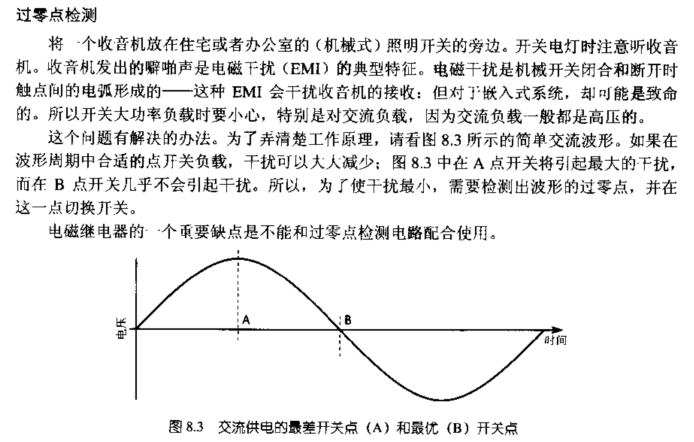 过零点检测
将一个收音机放在住宅或者办公室的（机械式）照明开关的旁边。开关电灯时注意听收音
机。收音机发出的噼啪声是电磁干扰（EMI）的典型特征。电磁干扰是机械开关闭合和断开时
触点间的电弧形成的——这种 EMI 会干扰收音机的接收；但对于嵌入式系统，却可能是致命
的。所以开关大功率负载时要小心，特别是对交流负载，因为交流负载一般都是高压的。
这个问题有解决的办法。为了弄清楚工作原理，请看图 8.3 所示的简单交流波形。如果在
波形周期中合适的点开关负载，干扰可以大大减少；图 8.3 中在 A 点开关将引起最大的干扰，
而在 B 点开关几乎不会引起干扰。所以，为了使干扰最小，需要检测出波形的过零点，并在
这一点切换开关。
电磁继电器的一个重要缺点是不能和过零点检测电路配合使用。
电压
A
B
时间
图 8.3 交流供电的最差开关点（A）和最优（B）开关点